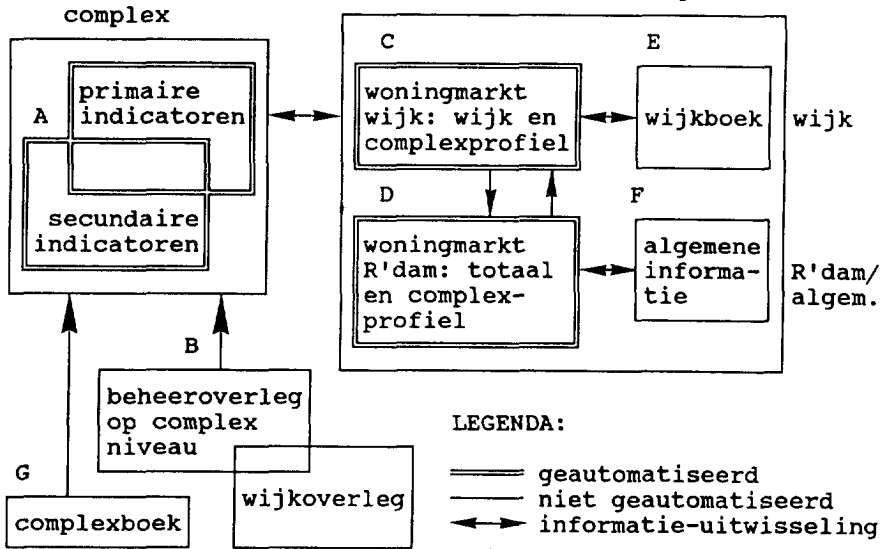 complex
A
primaire
indicatoren
secundaire
indicatoren
C
woningmarkt
wijk: wijk en
complexprofiel
E
wijkboek
wijk
D
woningmarkt
R'dam: totaal
en complex-
profiel
F
algemene
informa-
tie
R'dam/
algem.
B
beheeroverleg
op complex
niveau
wijkoverleg
G
complexboek
LEGENDA:
geautomatiseerd
niet geautomatiseerd
informatie-uitwisseling